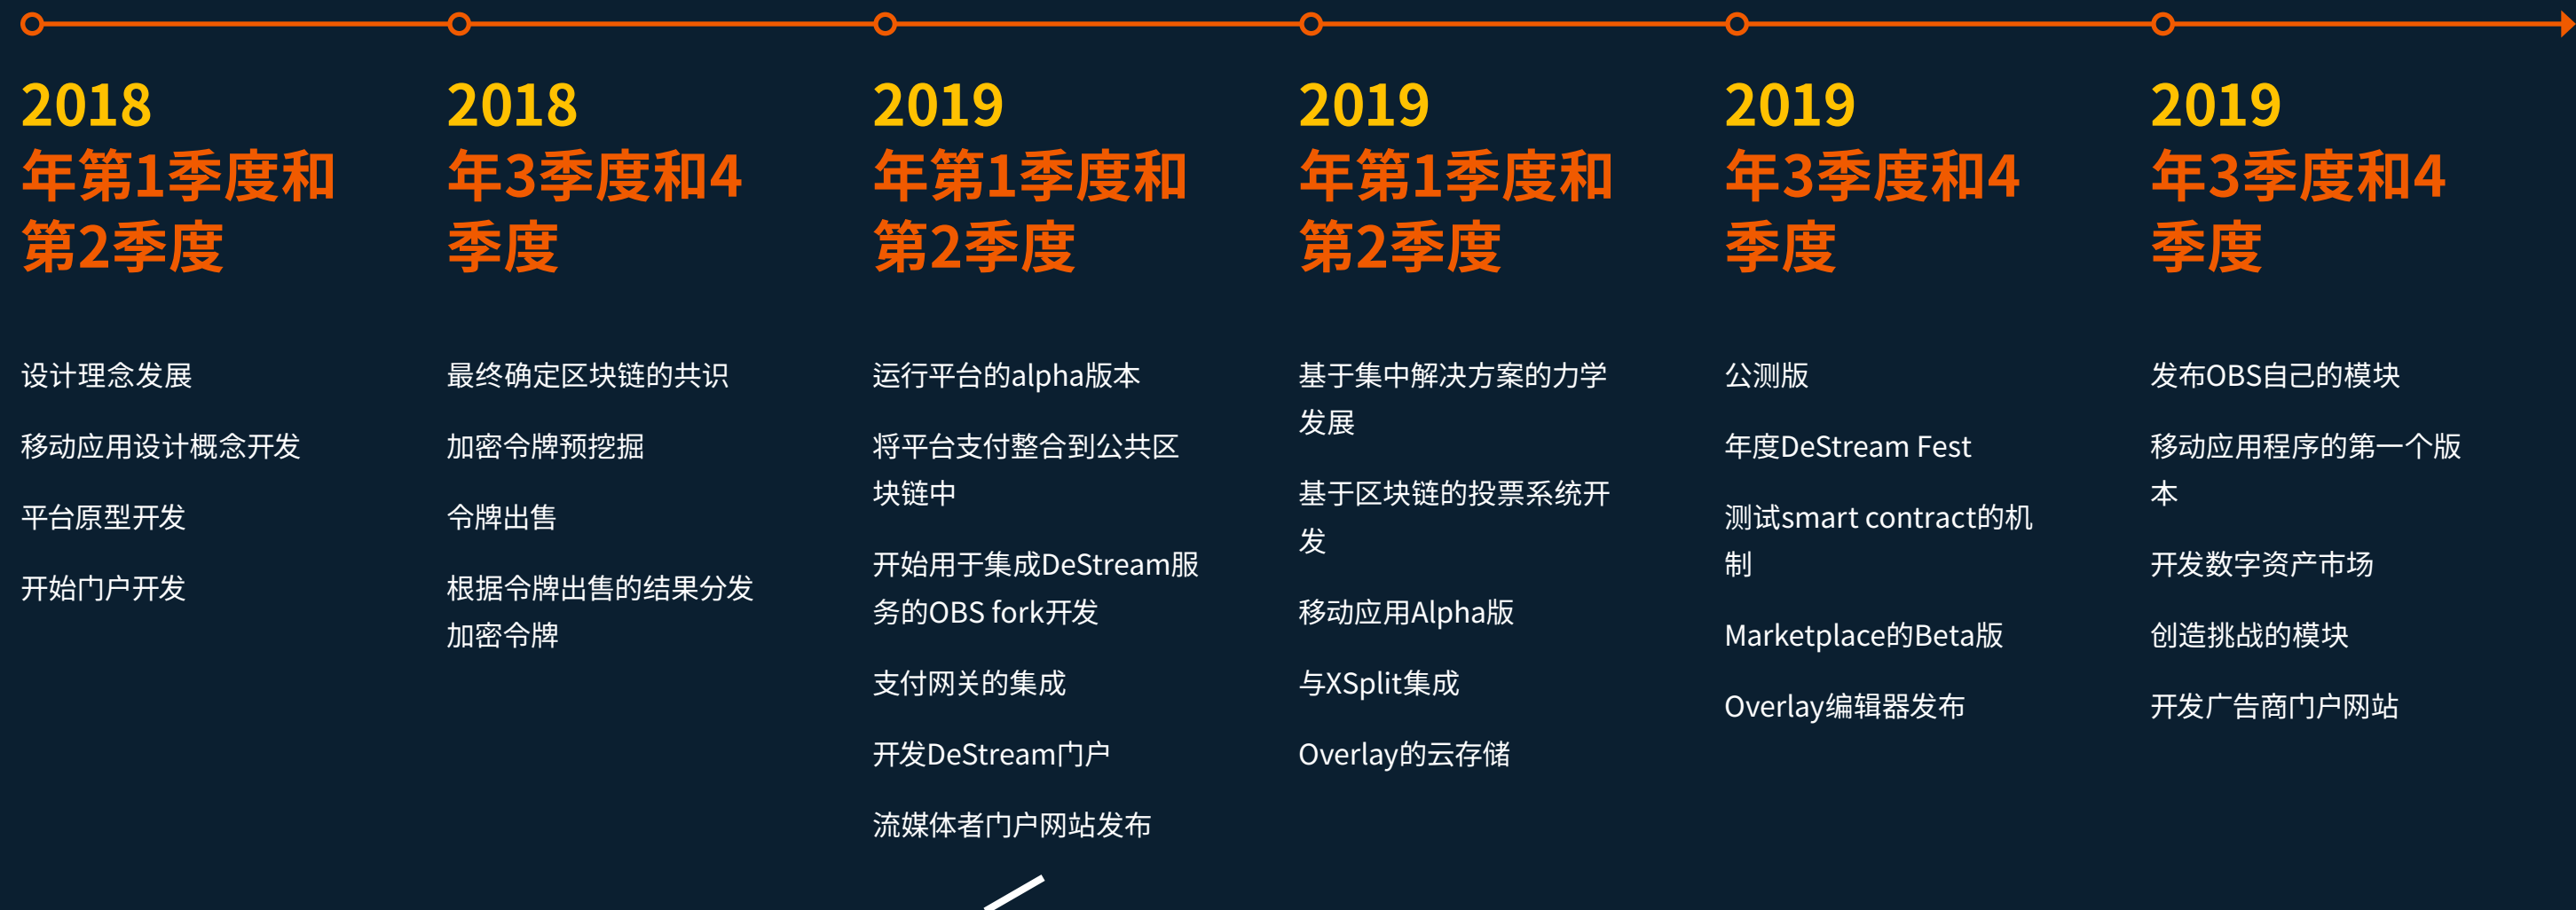 2018
年第1季度和
第2季度
设计理念发展
移动应用设计概念开发
平台原型开发
开始门户开发
2018
年3季度和4
季度
最终确定区块链的共识
加密令牌预挖掘
令牌出售
根据令牌出售的结果分发
加密令牌
2019
年第1季度和
第2季度
运行平台的alpha版本
将平台支付整合到公共区
块链中
开始用于集成DeStream服
务的OBS fork开发
支付网关的集成
开发DeStream门户
流媒体者门户网站发布
2019
年第1季度和
第2季度
基于集中解决方案的力学
发展
基于区块链的投票系统开
发
移动应用Alpha版
与XSplit集成
Overlay的云存储
2019
年3季度和4
季度
公测版
年度DeStream Fest
测试smart contract的机
制
Marketplace的Beta版
Overlay编辑器发布
2019
年3季度和4
季度
发布OBS自己的模块
移动应用程序的第一个版
本
开发数字资产市场
创造挑战的模块
开发广告商门户网站